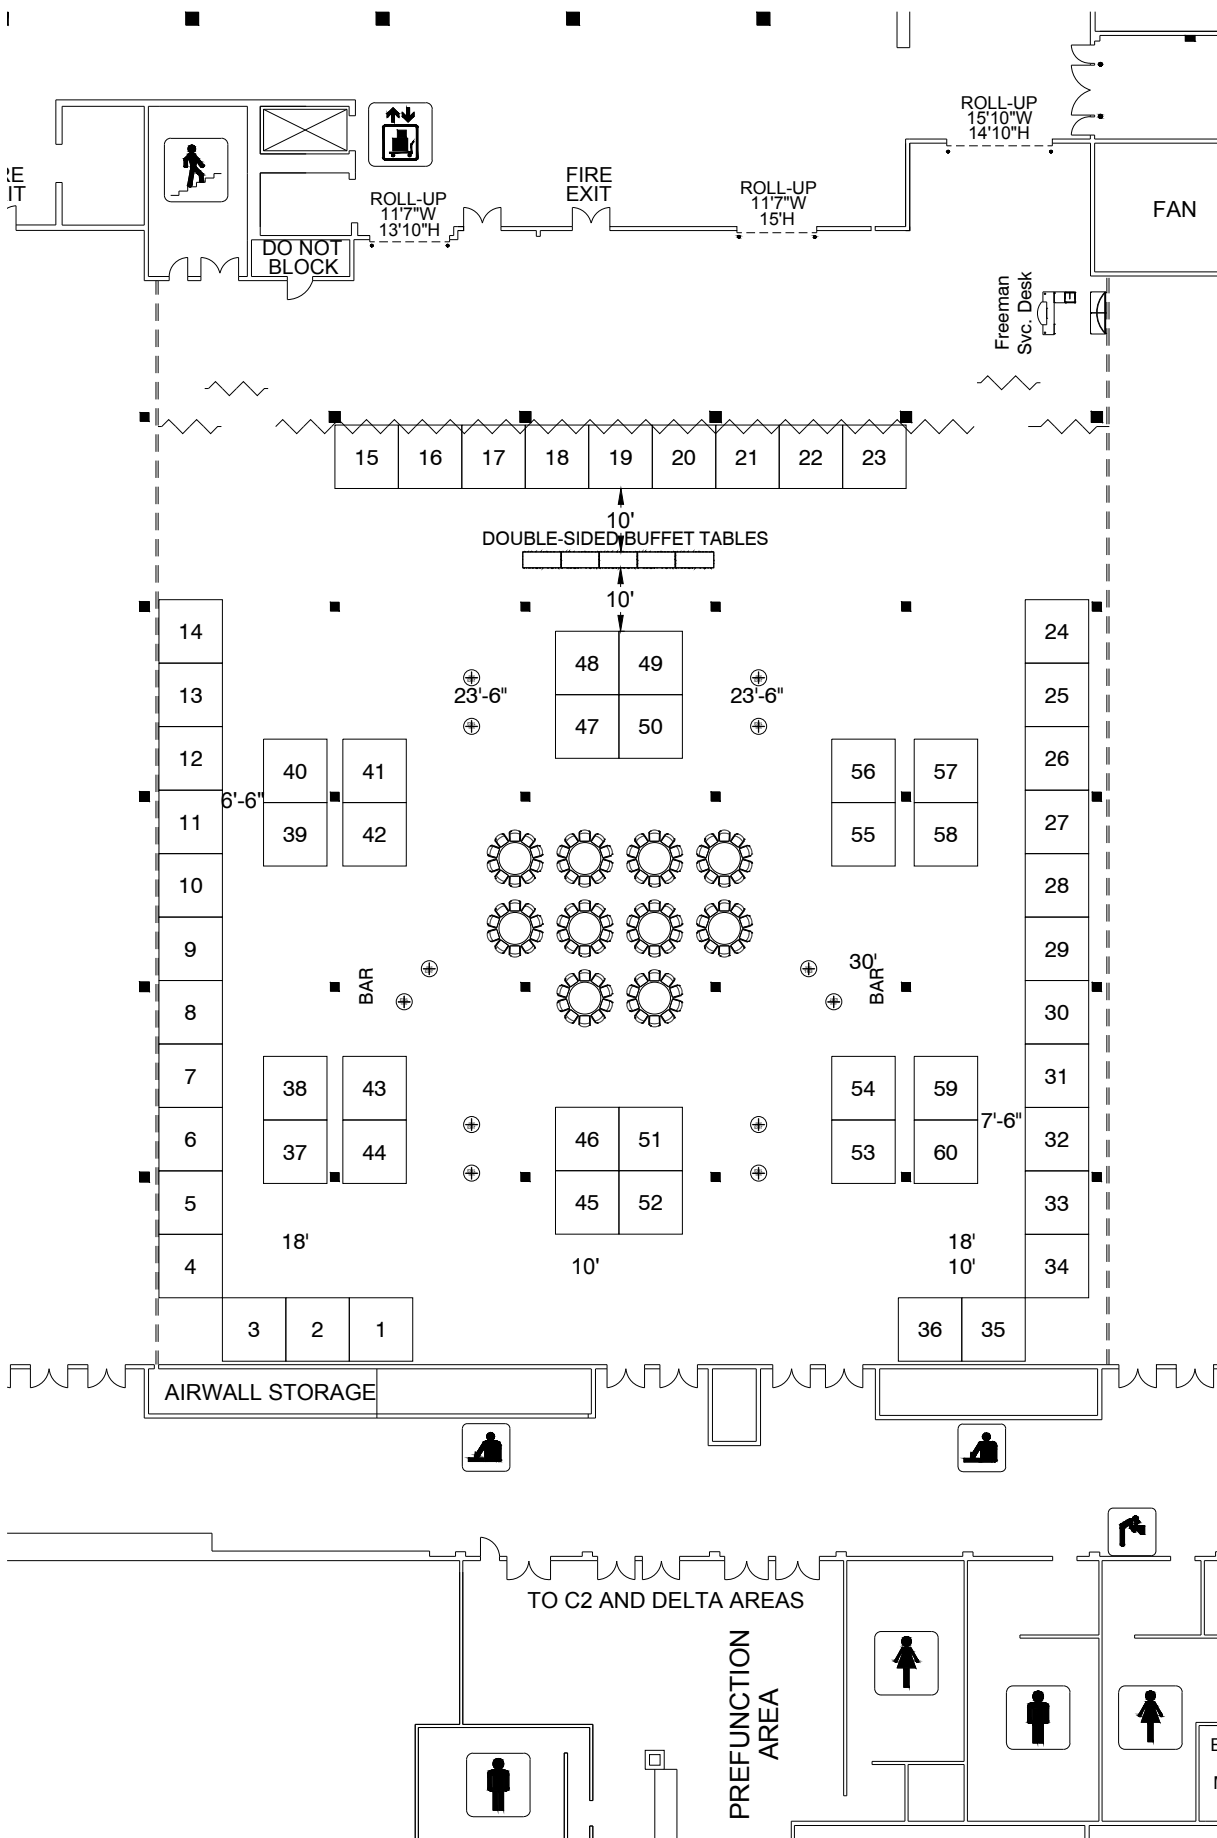 ROLL-UP
15'10"W
14'10"H
RE
IT
FIRE
EXIT
ROLL-UP
11'7"W
13'10"H
ROLL-UP
11'7"W
15'H
FAN
DO NOT
BLOCK
Freeman
Svc. Desk
15 16 17 18 19 20 21 22 23
10'
DOUBLE-SIDED BUFFET TABLES
10'
14 24
48 49
13 25
23'-6" 23'-6"
47 50
12 26
40 41 56 57
6'-6"
11 27
39 42 55 58
10 28
9 29
30'
BAR BAR
8 30
7 31
38 43 54 59
7'-6"
6 46 51 32
37 44 53 60
5 45 52 33
18' 18'
4 10' 10' 34
3 2 1 36 35
AIRWALL STORAGE
TO C2 AND DELTA AREAS
PREFUNCTION
AREA